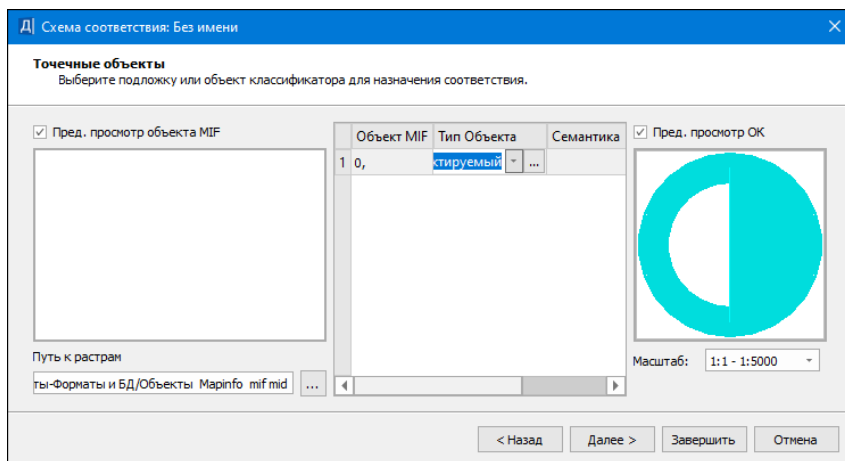 Схема соответствия: Без имени
Точечные объекты
Выберите подложку или объект классификатора для назначения соответствия.
Пред. просмотр объекта MIF
Объект MIF Тип Объекта Семантика
1 0, ктируемый ...
Пред. просмотр ОК
Путь к растрам
ты-Форматы и БД/Объекты Mapinfo mif mid ...
Масштаб: 1:1 - 1:5000
< Назад Далее > Завершить Отмена